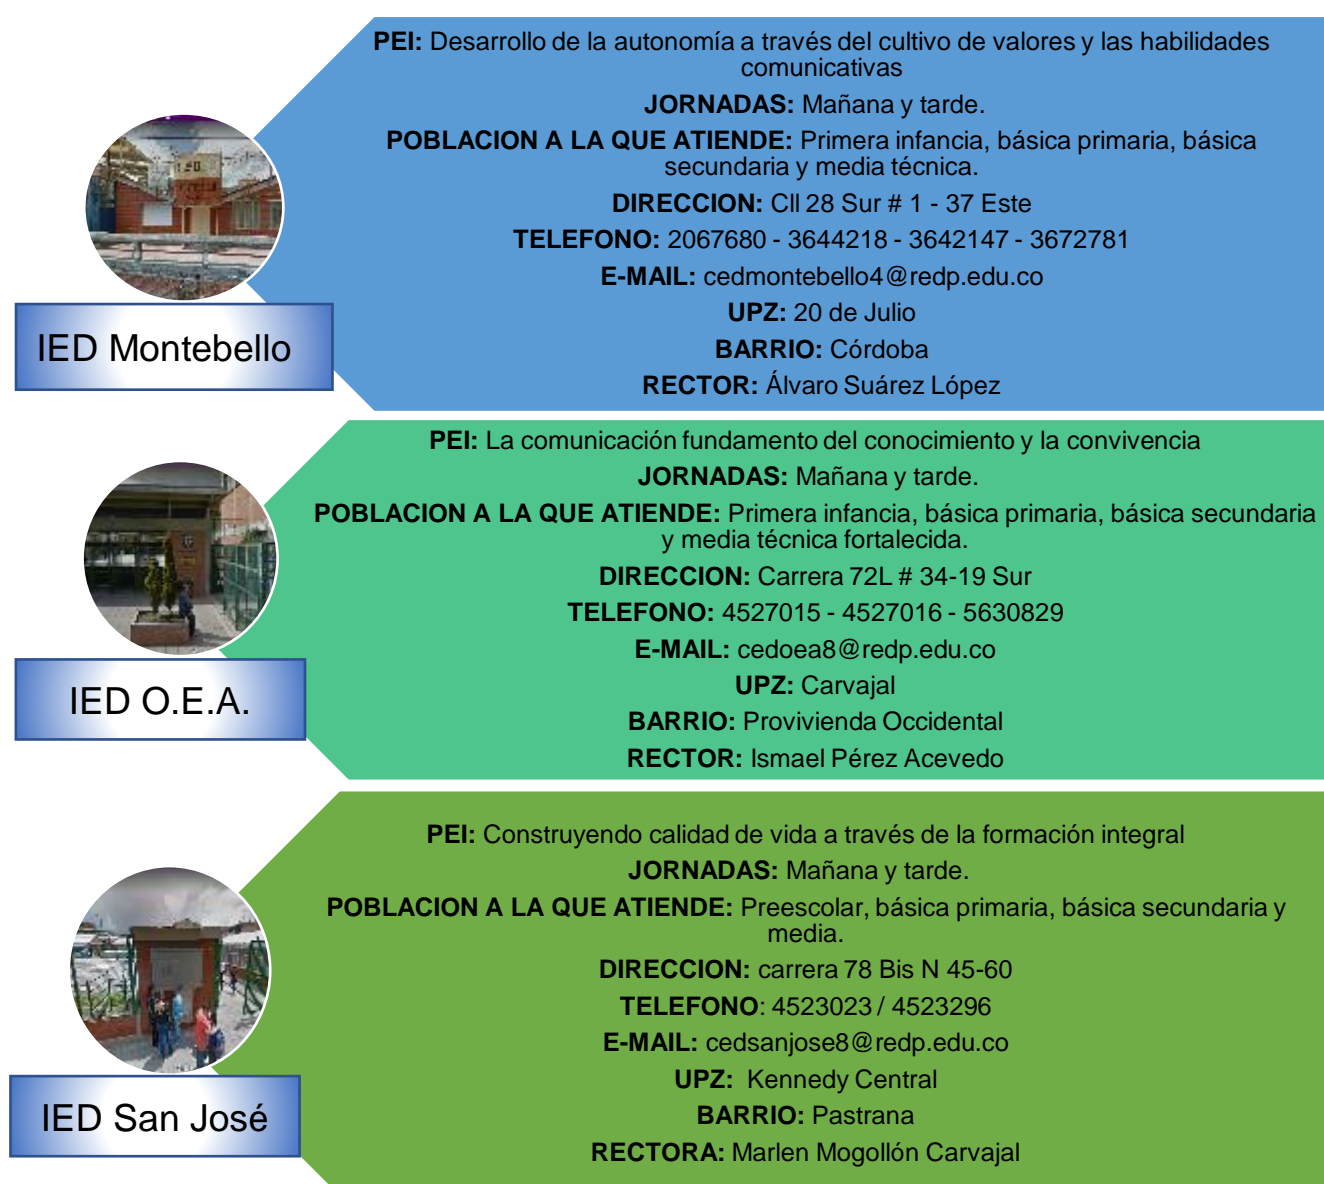 PEI: Desarrollo de la autonomía a través del cultivo de valores y las habilidades
comunicativas
JORNADAS: Mañana y tarde.
POBLACION A LA QUE ATIENDE: Primera infancia, básica primaria, básica
secundaria y media técnica.
DIRECCION: Cll 28 Sur # 1 - 37 Este
TELEFONO: 2067680 - 3644218 - 3642147 - 3672781
E-MAIL: cedmontebello4@redp.edu.co
UPZ: 20 de Julio
BARRIO: Córdoba
RECTOR: Álvaro Suárez López
IED Montebello
PEI: La comunicación fundamento del conocimiento y la convivencia
JORNADAS: Mañana y tarde.
POBLACION A LA QUE ATIENDE: Primera infancia, básica primaria, básica secundaria
y media técnica fortalecida.
DIRECCION: Carrera 72L # 34-19 Sur
TELEFONO: 4527015 - 4527016 - 5630829
E-MAIL: cedoea8@redp.edu.co
UPZ: Carvajal
BARRIO: Provivienda Occidental
RECTOR: Ismael Pérez Acevedo
IED O.E.A.
PEI: Construyendo calidad de vida a través de la formación integral
JORNADAS: Mañana y tarde.
POBLACION A LA QUE ATIENDE: Preescolar, básica primaria, básica secundaria y
media.
DIRECCION: carrera 78 Bis N 45-60
TELEFONO: 4523023 / 4523296
E-MAIL: cedsanjose8@redp.edu.co
UPZ: Kennedy Central
BARRIO: Pastrana
RECTORA: Marlen Mogollón Carvajal
IED San José